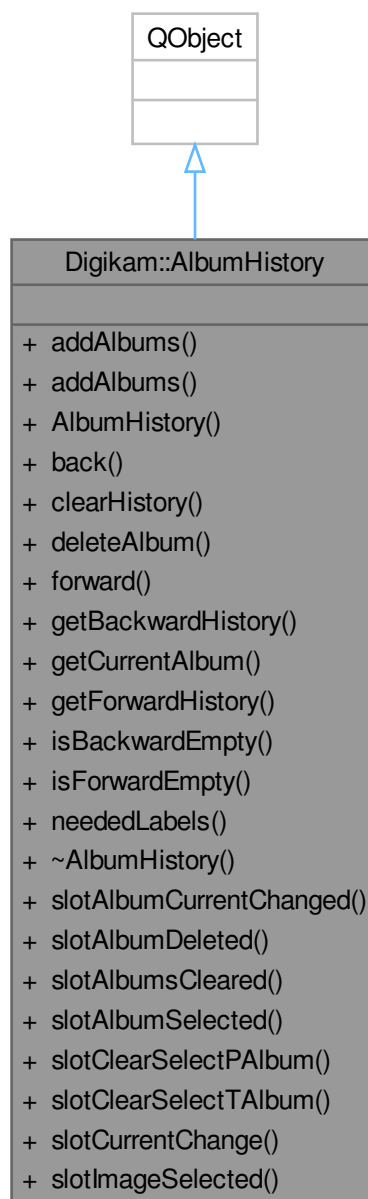 QObject
Digikam::AlbumHistory
+ addAlbums()
+ addAlbums()
+ AlbumHistory()
+ back()
+ clearHistory()
+ deleteAlbum()
+ forward()
+ getBackwardHistory()
+ getCurrentAlbum()
+ getForwardHistory()
+ isBackwardEmpty()
+ isForwardEmpty()
+ neededLabels()
+ ~AlbumHistory()
+ slotAlbumCurrentChanged()
+ slotAlbumDeleted()
+ slotAlbumsCleared()
+ slotAlbumSelected()
+ slotClearSelectPAlbum()
+ slotClearSelectTAlbum()
+ slotCurrentChange()
+ slotImageSelected()